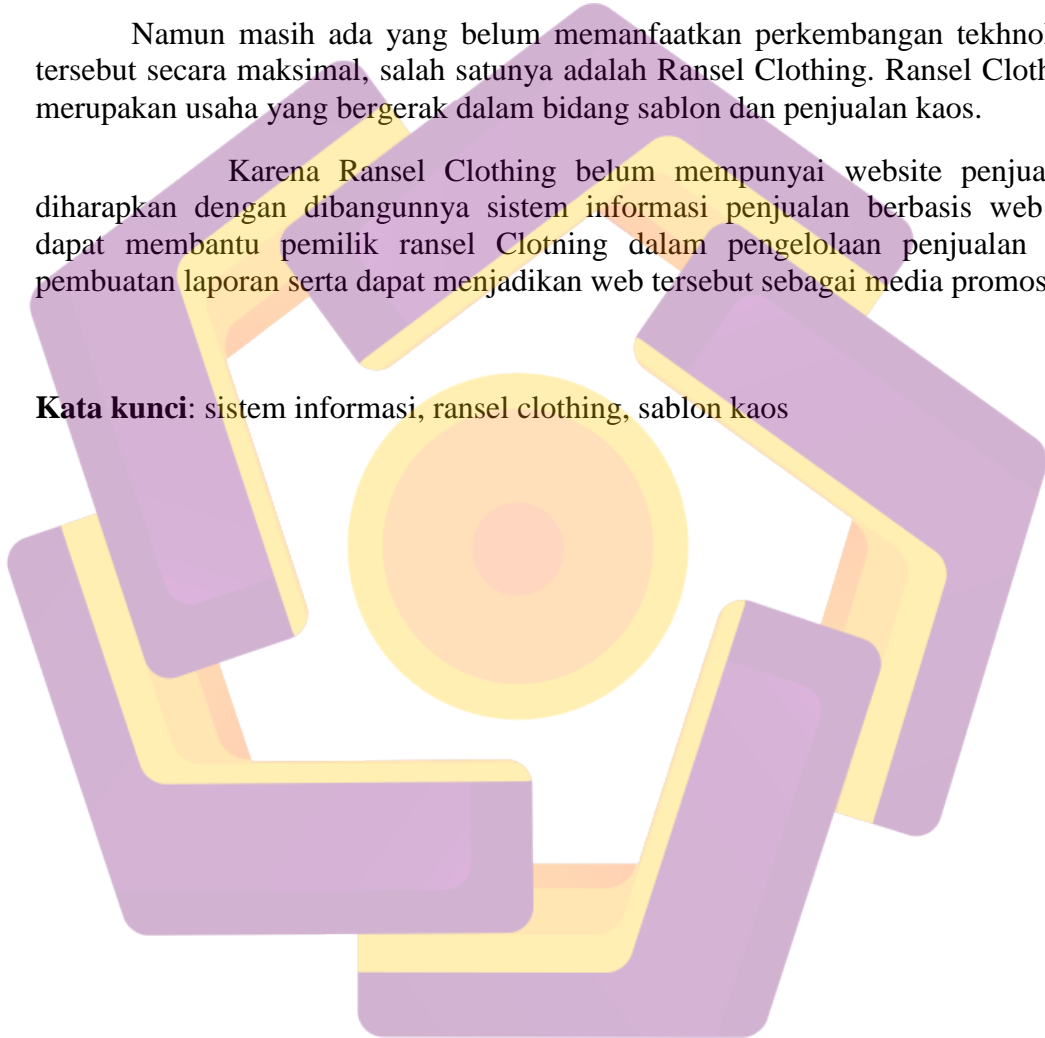 Namun masih ada yang belum memanfaatkan perkembangan tekhnol
tersebut secara maksimal, salah satunya adalah Ransel Clothing. Ransel Cloth
merupakan usaha yang bergerak dalam bidang sablon dan penjualan kaos.
Karena Ransel Clothing belum mempunyai website penjua
diharapkan dengan dibangunnya sistem informasi penjualan berbasis web
dapat membantu pemilik ransel Clotning dalam pengelolaan penjualan
pembuatan laporan serta dapat menjadikan web tersebut sebagai media promos
Kata kunci: sistem informasi, ransel clothing, sablon kaos